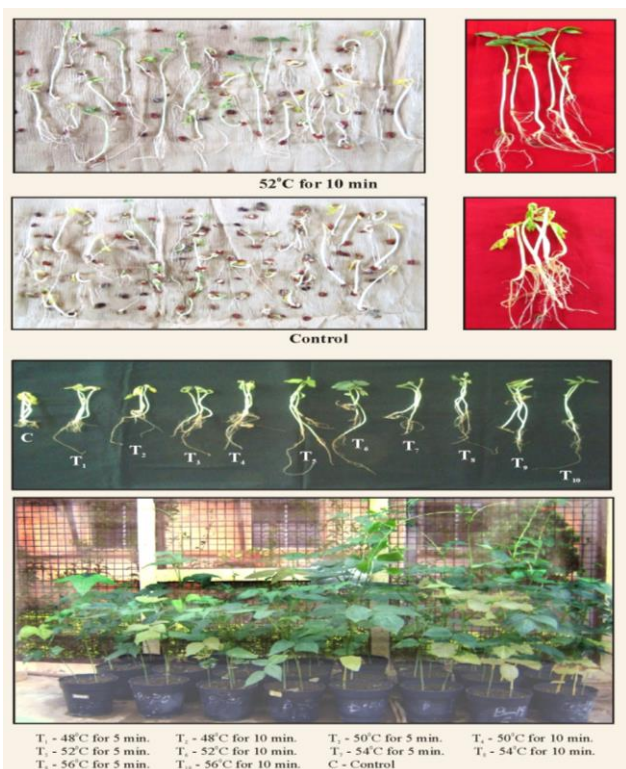 52°C for 10 min
Control
C T₁ T₂ T₃ T₄ T₅ T₆ T₇ T₈ T₉ T₁₀
T₁ - 48°C for 5 min. T₂ - 48°C for 10 min. T₃ - 50°C for 5 min. T₄ - 50°C for 10 min.
T₅ - 52°C for 5 min. T₆ - 52°C for 10 min. T₇ - 54°C for 5 min. T₈ - 54°C for 10 min.
T₉ - 56°C for 5 min. T₁₀ - 56°C for 10 min. C - Control